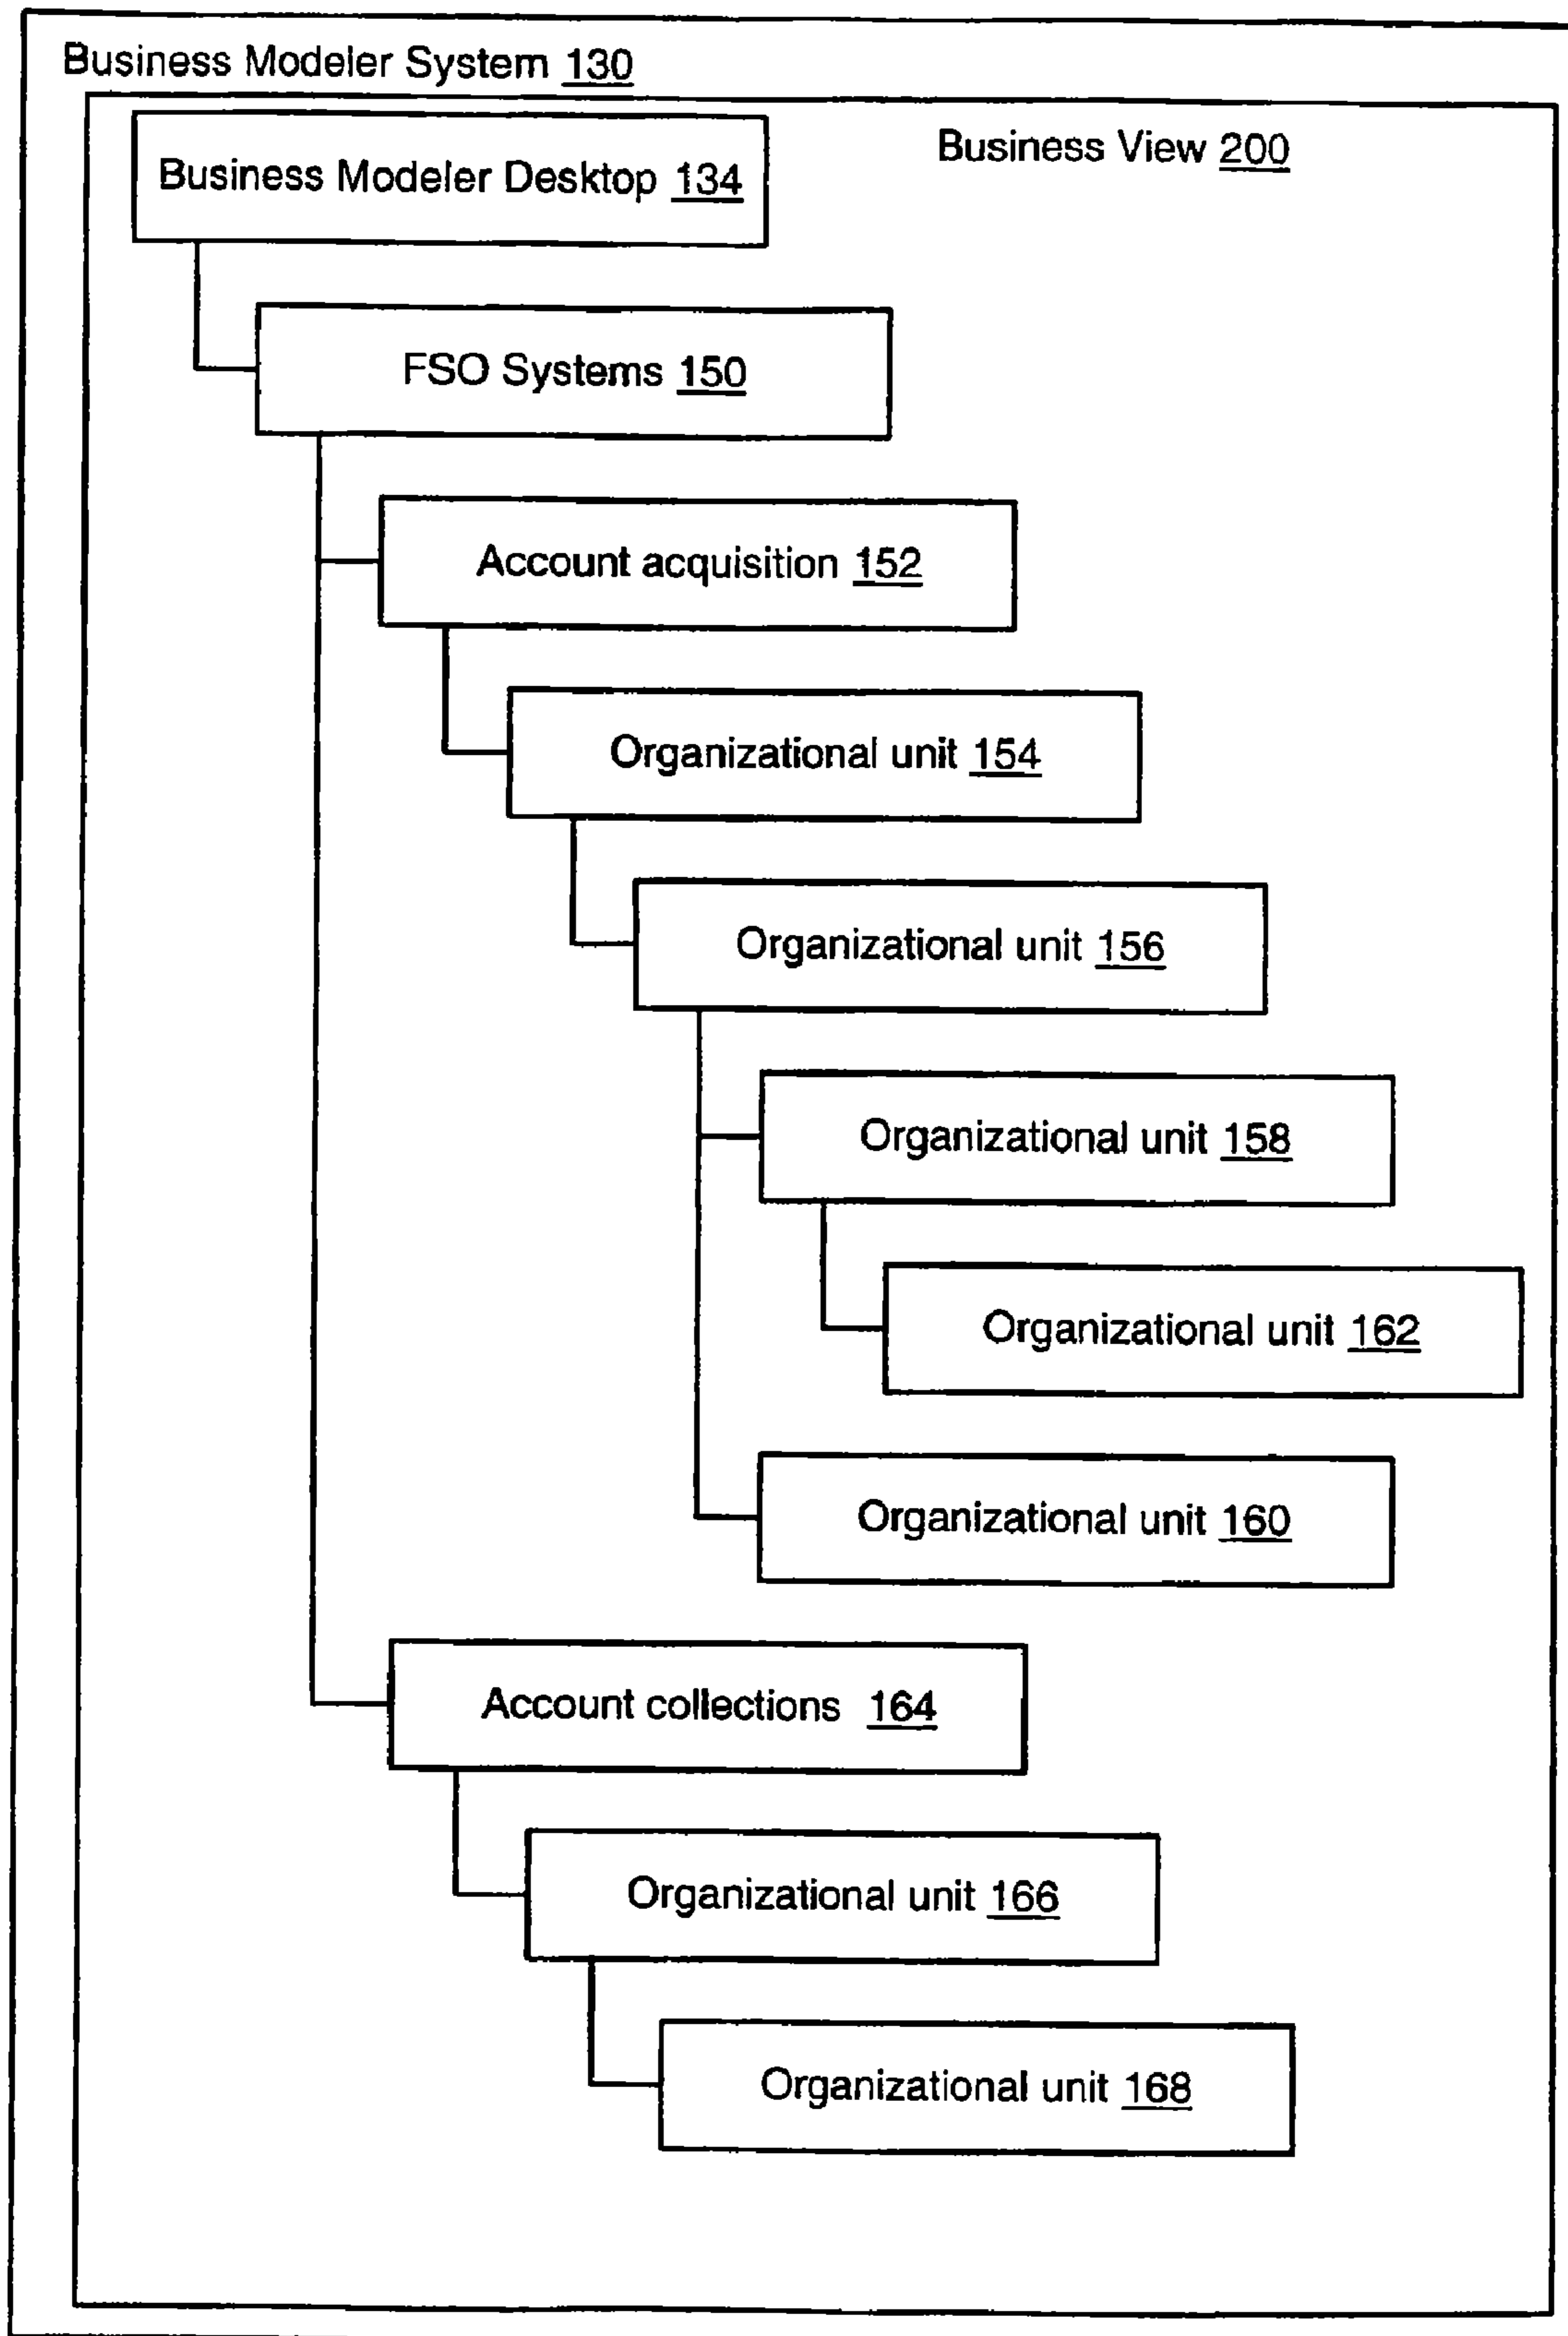 Business Modeler System 130
Business View 200
Business Modeler Desktop 134
FSO Systems 150
Account acquisition 152
Organizational unit 154
Organizational unit 156
Organizational unit 158
Organizational unit 162
Organizational unit 160
Account collections 164
Organizational unit 166
Organizational unit 168